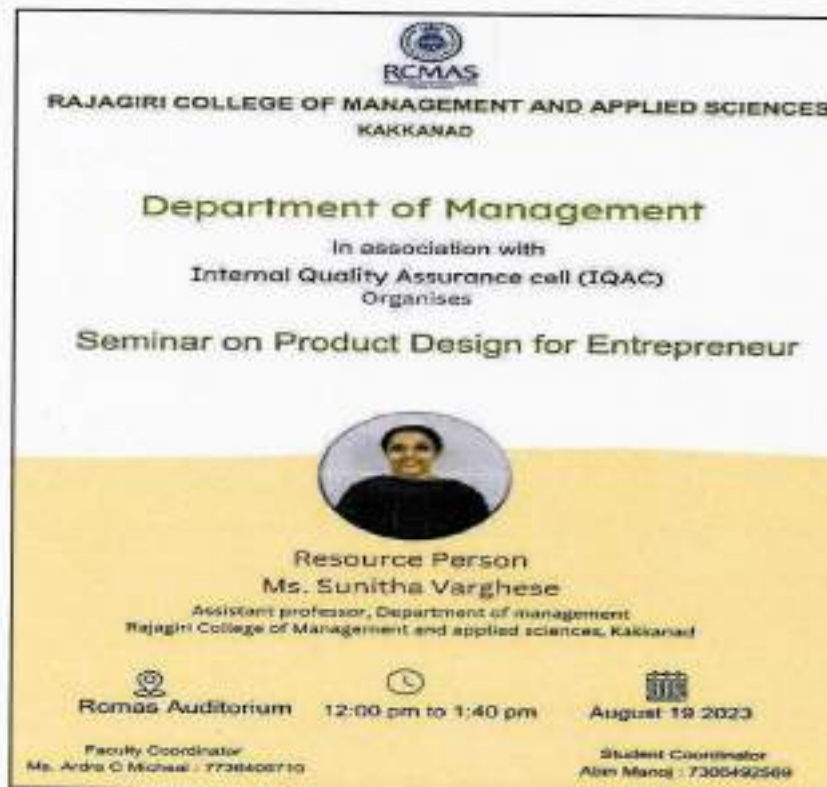 RCMAS
RAJAGIRI COLLEGE OF MANAGEMENT AND APPLIED SCIENCES
KAKKANAD
Department of Management
In association with
Internal Quality Assurance cell (IQAC)
Organises
Seminar on Product Design for Entrepreneur
Resource Person
Ms. Sunitha Varghese
Assistant professor, Department of management
Rajagiri College of Management and applied sciences, Kakkanad
Rcmas Auditorium
12:00 pm to 1:40 pm
August 19 2023
Faculty Coordinator
Ms. Ardra C Micheal :
Student Coordinator
Abin Manoj : 7306492569